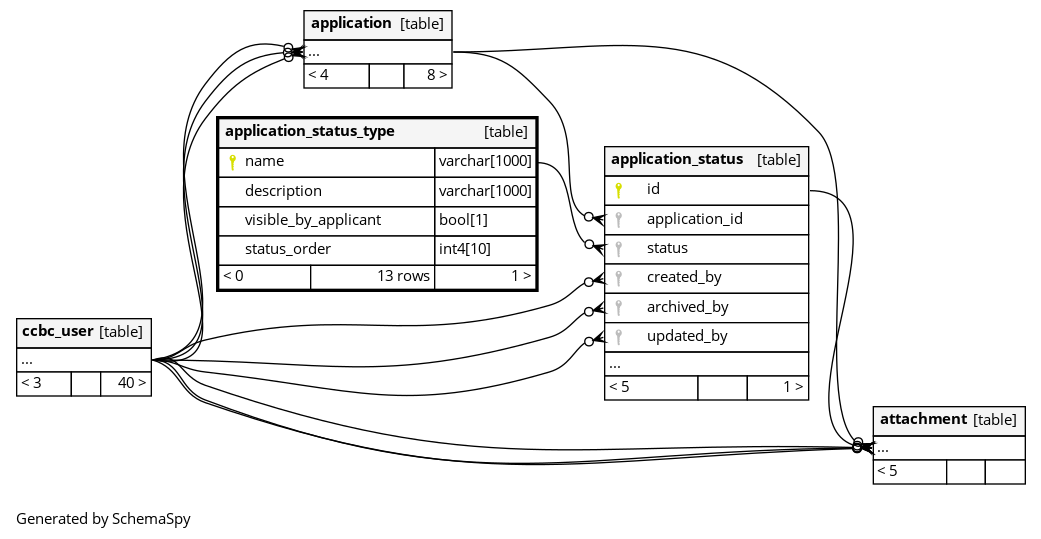 application [table]
...
< 4 8 >
application_status_type [table]
name varchar[1000]
description varchar[1000]
visible_by_applicant bool[1]
status_order int4[10]
< 0 13 rows 1 >
application_status [table]
id
application_id
status
created_by
archived_by
updated_by
...
< 5 1 >
ccbc_user [table]
...
< 3 40 >
attachment [table]
...
< 5
Generated by SchemaSpy